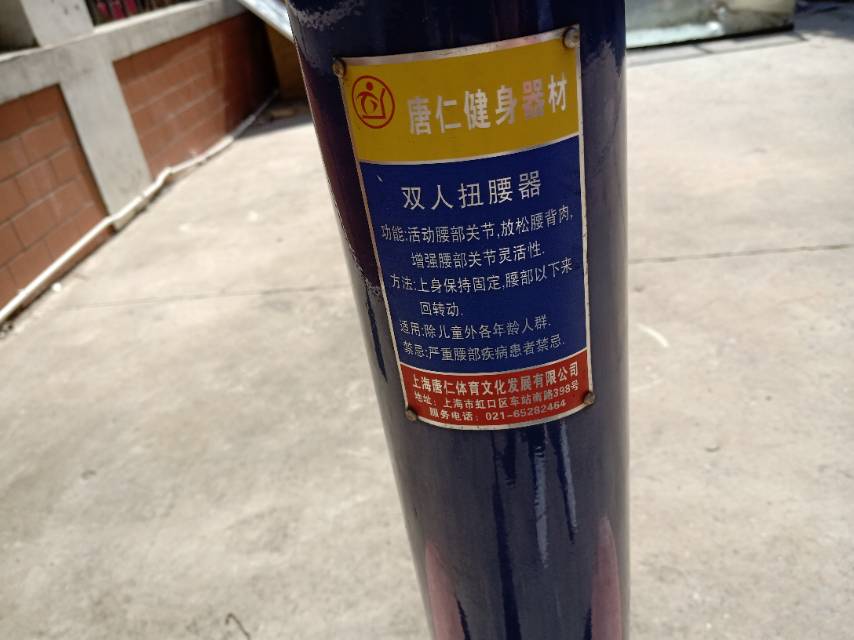 唐仁健身器材
双人扭腰器
功能:活动腰部关节,放松腰背肉,
增强腰部关节灵活性.
方法:上身保持固定,腰部以下来
回转动.
适用:除儿童外各年龄人群.
禁忌:严重腰部疾病患者禁忌.
上海唐仁体育文化发展有限公司
地址:上海市虹口区车站南路398号
服务电话:021-65282464